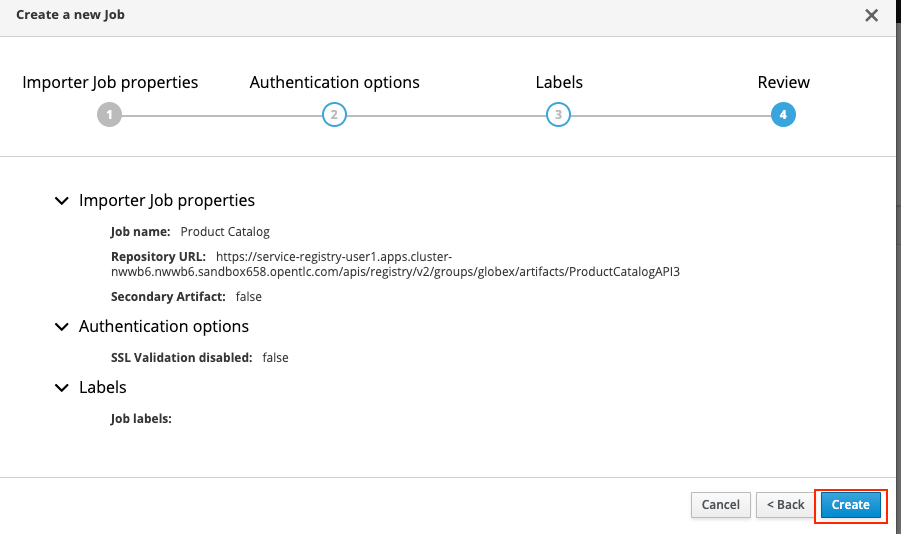 Create a new Job
Importer Job properties
Authentication options
Labels
Review
1
2
3
4
Importer Job properties
Job name: Product Catalog
Repository URL: https://service-registry-user1.apps.cluster-
nwwb6.nwwb6.sandbox658.opentlc.com/apis/registry/v2/groups/globex/artifacts/ProductCatalogAPI3
Secondary Artifact: false
Authentication options
SSL Validation disabled: false
Labels
Job labels:
Cancel
< Back
Create